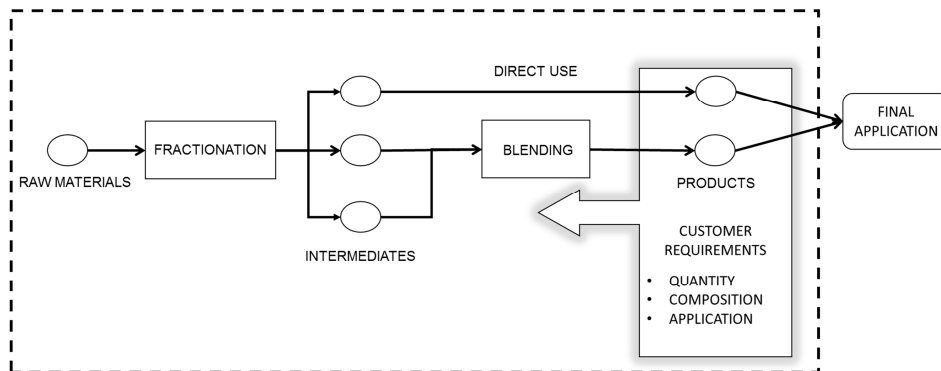 DIRECT USE
FINAL
APPLICATION
FRACTIONATION
BLENDING
RAW MATERIALS
PRODUCTS
INTERMEDIATES
CUSTOMER
REQUIREMENTS
• QUANTITY
• COMPOSITION
• APPLICATION